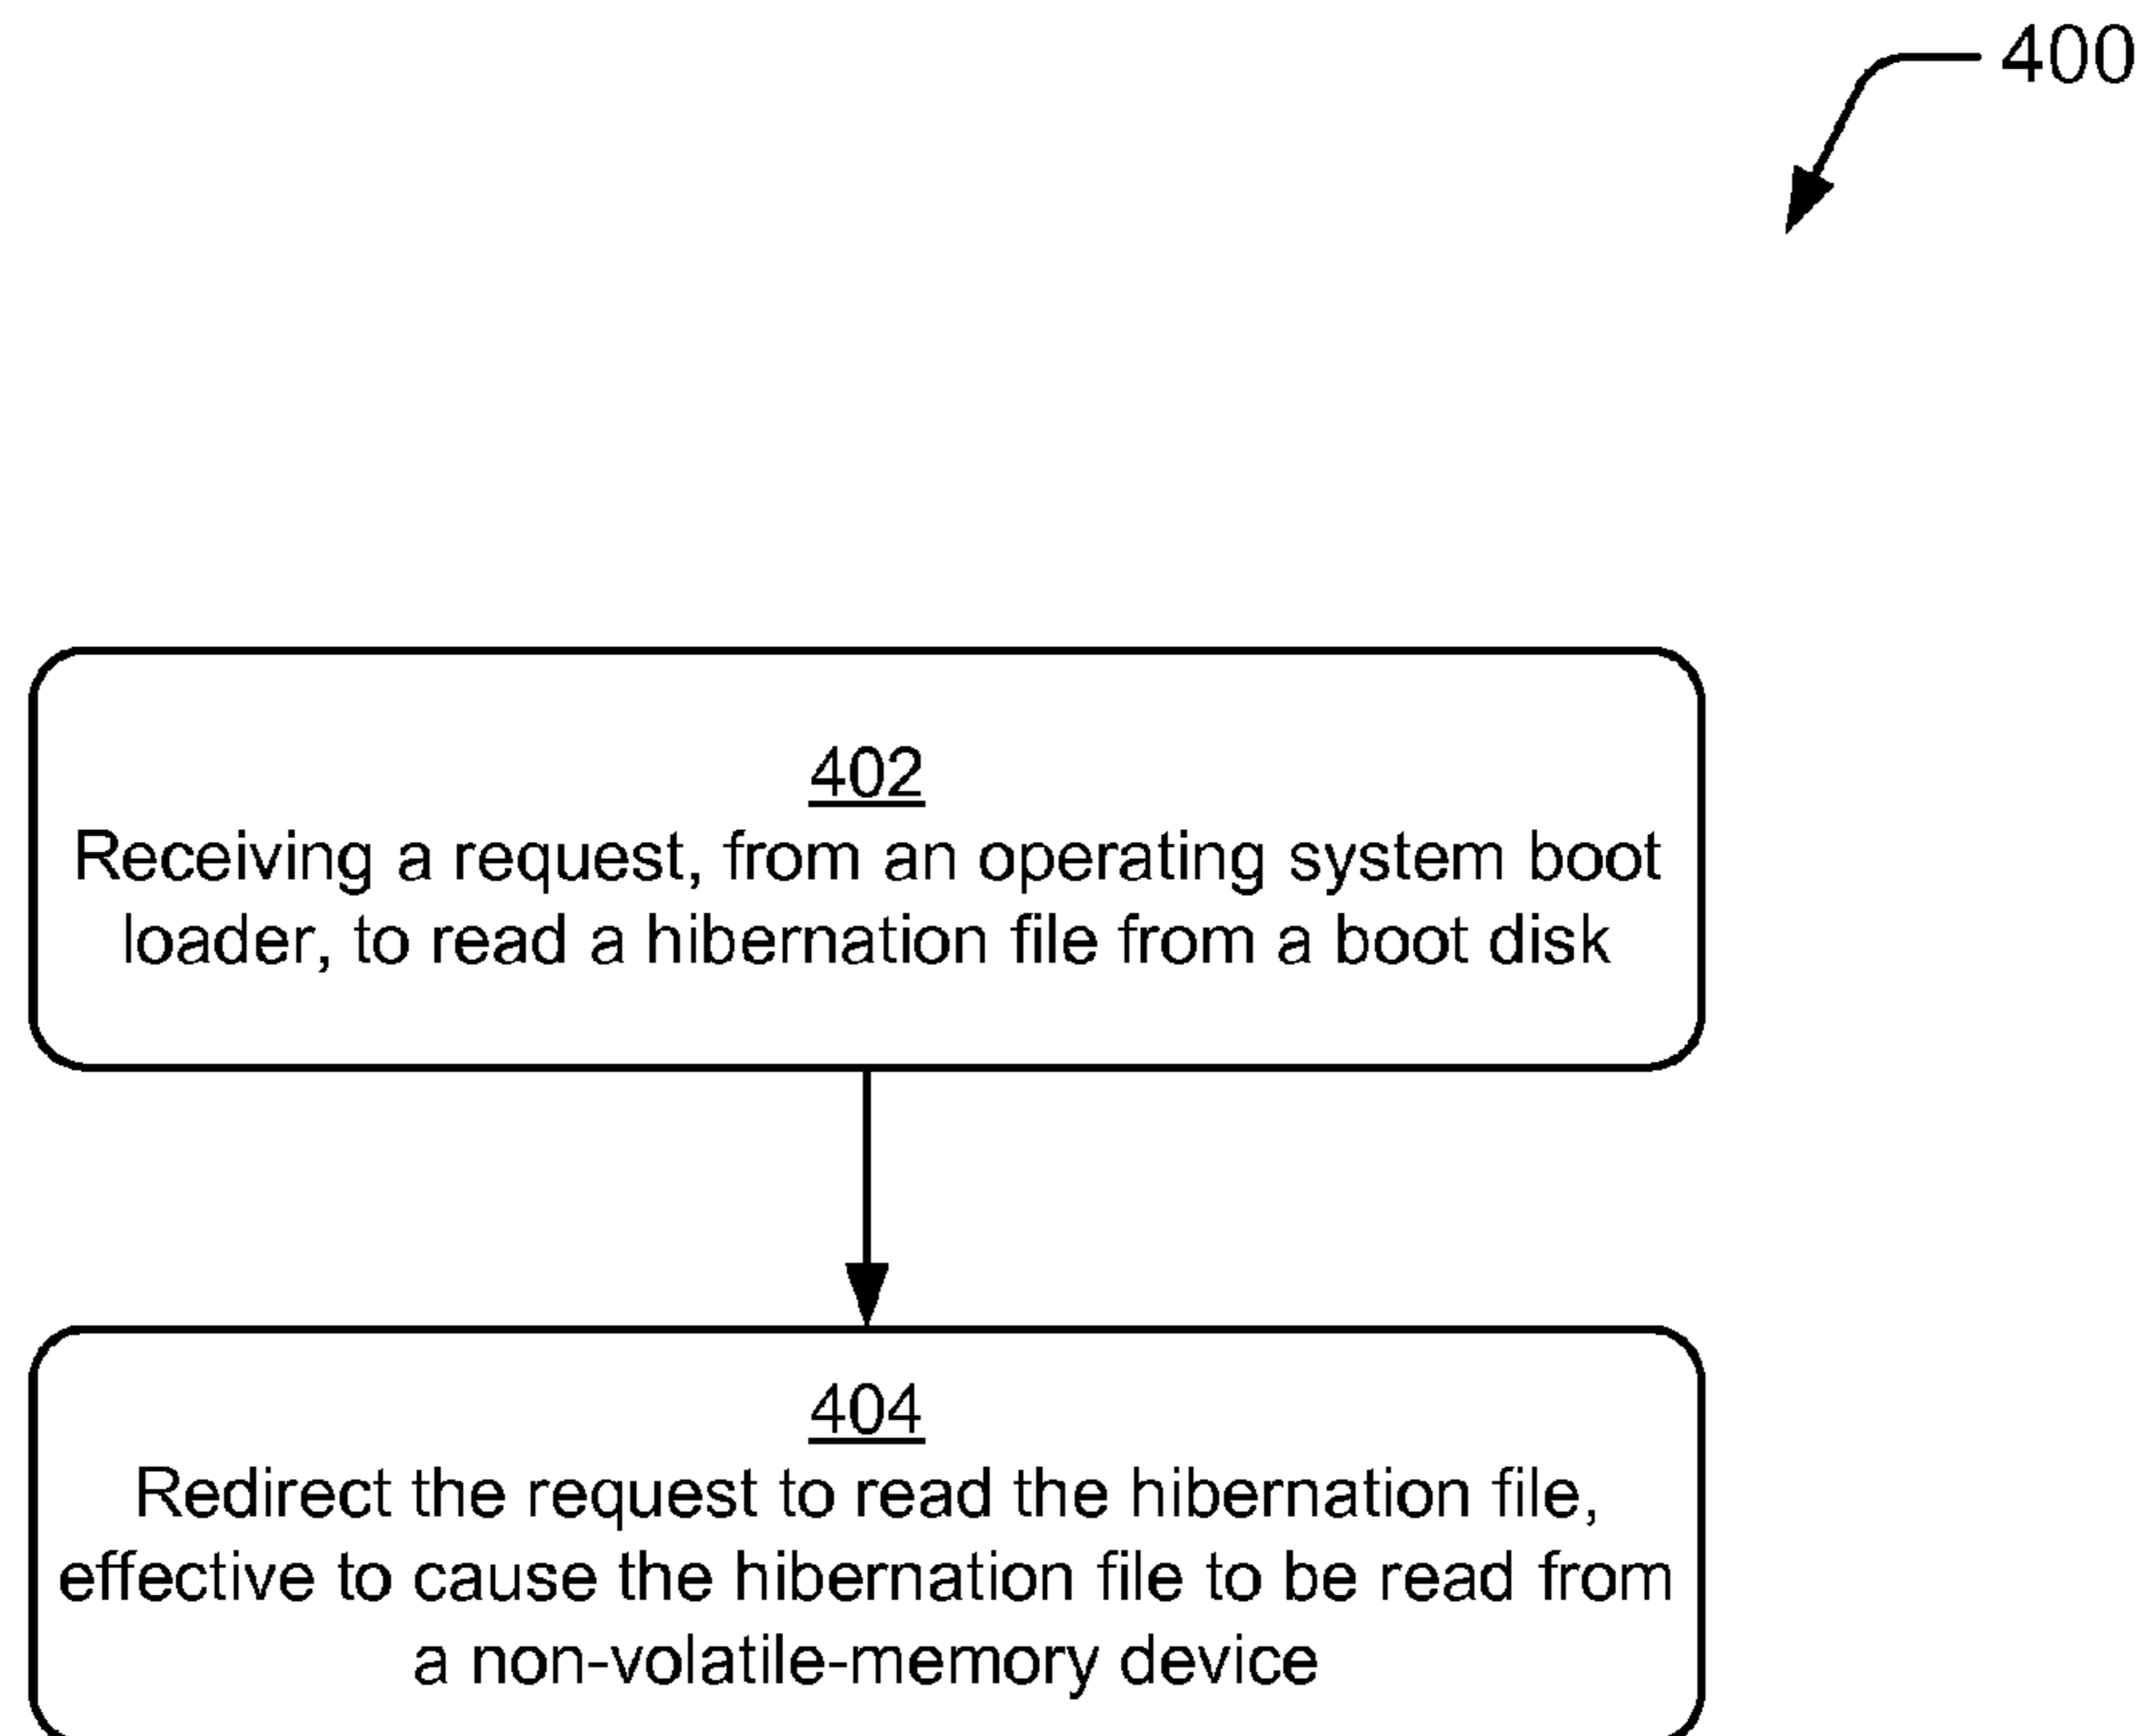 400
402
Receiving a request, from an operating system boot
loader, to read a hibernation file from a boot disk
404
Redirect the request to read the hibernation file,
effective to cause the hibernation file to be read from
a non-volatile-memory device